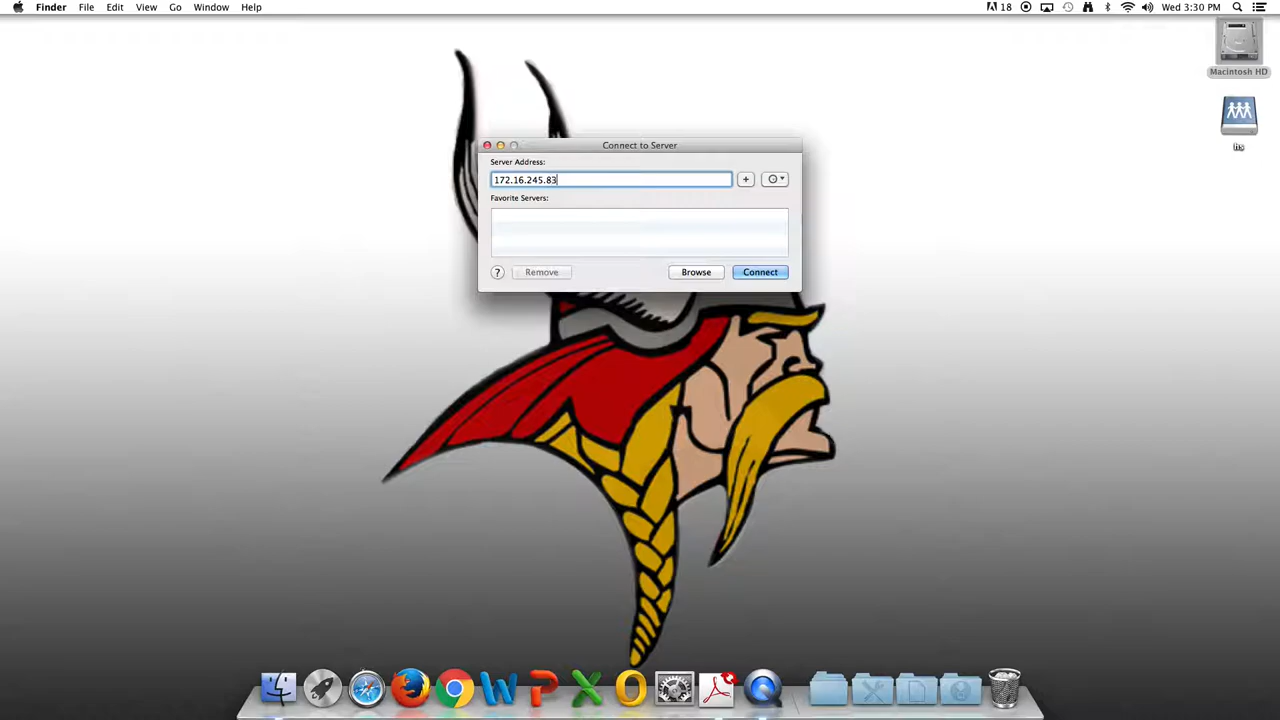 Finder File Edit View Go Window Help 18 Wed 3:30 PM
Macintosh HD
hs
Connect to Server
Server Address:
172.16.245.83
+
Favorite Servers:
? Remove Browse Connect